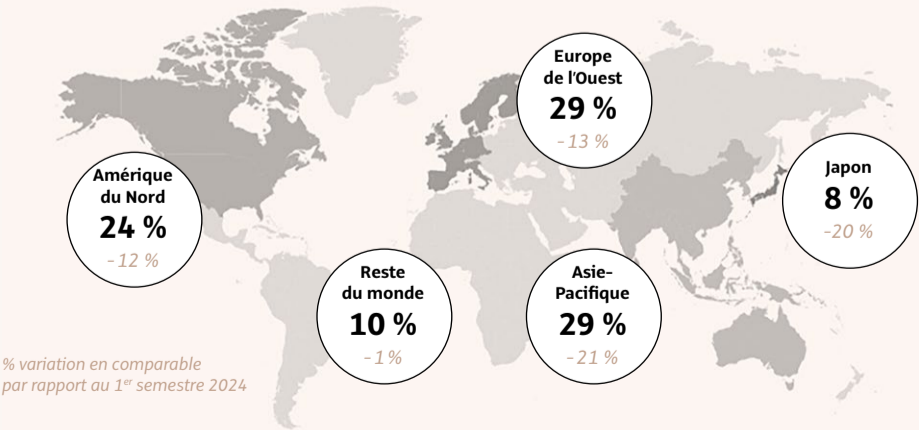 Europe
de l'Ouest
29 %
-13 %
Amérique
du Nord
24 %
-12 %
Japon
8 %
-20 %
Reste
du monde
10 %
-1 %
Asie-
Pacifique
29 %
-21 %
% variation en comparable
par rapport au 1er semestre 2024